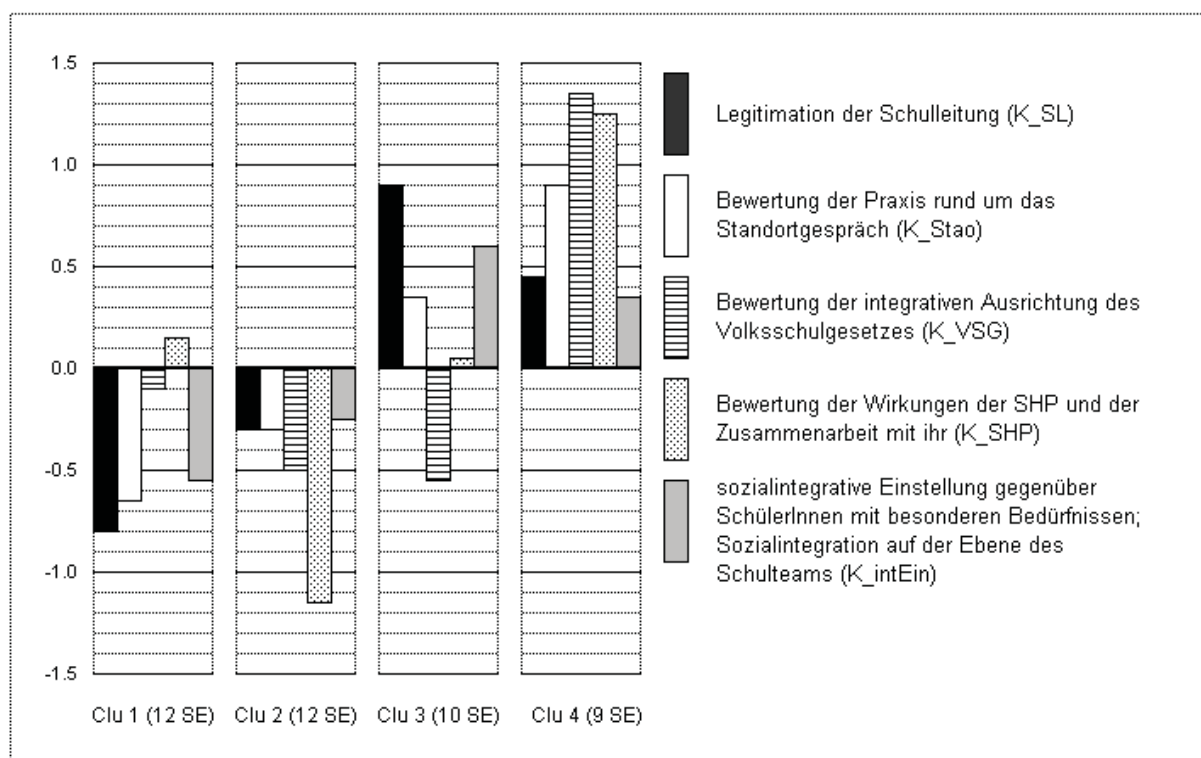 1.5
1.0
0.5
0.0
-0.5
-1.0
-1.5
Clu 1 (12 SE)
Clu 2 (12 SE)
Clu 3 (10 SE)
Clu 4 (9 SE)
Legitimation der Schulleitung (K_SL)
Bewertung der Praxis rund um das
Standortgespräch (K_Stao)
Bewertung der integrativen Ausrichtung des
Volksschulgesetzes (K_VSG)
Bewertung der Wirkungen der SHP und der
Zusammenarbeit mit ihr (K_SHP)
sozialintegrative Einstellung gegenüber
SchülerInnen mit besonderen Bedürfnissen;
Sozialintegration auf der Ebene des
Schulteams (K_intEin)